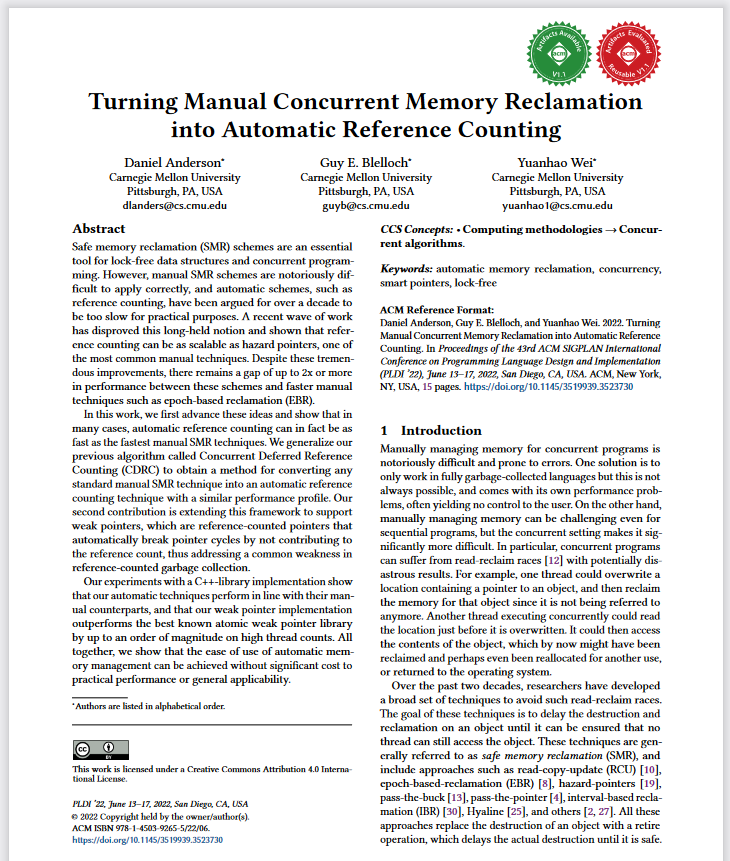 Artifacts Available
acm
V1.1
Artifacts Evaluated
acm
Reusable V1.1
Turning Manual Concurrent Memory Reclamation
into Automatic Reference Counting
Daniel Anderson*
Carnegie Mellon University
Pittsburgh, PA, USA
dlanders@cs.cmu.edu
Guy E. Blelloch*
Carnegie Mellon University
Pittsburgh, PA, USA
guyb@cs.cmu.edu
Yuanhao Wei*
Carnegie Mellon University
Pittsburgh, PA, USA
yuanhao1@cs.cmu.edu
Abstract
Safe memory reclamation (SMR) schemes are an essential
tool for lock-free data structures and concurrent program-
ming. However, manual SMR schemes are notoriously dif-
ficult to apply correctly, and automatic schemes, such as
reference counting, have been argued for over a decade to
be too slow for practical purposes. A recent wave of work
has disproved this long-held notion and shown that refer-
ence counting can be as scalable as hazard pointers, one of
the most common manual techniques. Despite these tremen-
dous improvements, there remains a gap of up to 2x or more
in performance between these schemes and faster manual
techniques such as epoch-based reclamation (EBR).
In this work, we first advance these ideas and show that in
many cases, automatic reference counting can in fact be as
fast as the fastest manual SMR techniques. We generalize our
previous algorithm called Concurrent Deferred Reference
Counting (CDRC) to obtain a method for converting any
standard manual SMR technique into an automatic reference
counting technique with a similar performance profile. Our
second contribution is extending this framework to support
weak pointers, which are reference-counted pointers that
automatically break pointer cycles by not contributing to
the reference count, thus addressing a common weakness in
reference-counted garbage collection.
Our experiments with a C++-library implementation show
that our automatic techniques perform in line with their man-
ual counterparts, and that our weak pointer implementation
outperforms the best known atomic weak pointer library
by up to an order of magnitude on high thread counts. All
together, we show that the ease of use of automatic mem-
ory management can be achieved without significant cost to
practical performance or general applicability.
*Authors are listed in alphabetical order.
cc
BY
This work is licensed under a Creative Commons Attribution 4.0 Interna-
tional License.
PLDI '22, June 13–17, 2022, San Diego, CA, USA
© 2022 Copyright held by the owner/author(s).
ACM ISBN 978-1-4503-9265-5/22/06.
https://doi.org/10.1145/3519939.3523730
CCS Concepts: • Computing methodologies → Concur-
rent algorithms.
Keywords: automatic memory reclamation, concurrency,
smart pointers, lock-free
ACM Reference Format:
Daniel Anderson, Guy E. Blelloch, and Yuanhao Wei. 2022. Turning
Manual Concurrent Memory Reclamation into Automatic Reference
Counting. In Proceedings of the 43rd ACM SIGPLAN International
Conference on Programming Language Design and Implementation
(PLDI '22), June 13–17, 2022, San Diego, CA, USA. ACM, New York,
NY, USA, 15 pages. https://doi.org/10.1145/3519939.3523730
1 Introduction
Manually managing memory for concurrent programs is
notoriously difficult and prone to errors. One solution is to
only work in fully garbage-collected languages but this is not
always possible, and comes with its own performance prob-
lems, often yielding no control to the user. On the other hand,
manually managing memory can be challenging even for
sequential programs, but the concurrent setting makes it sig-
nificantly more difficult. In particular, concurrent programs
can suffer from read-reclaim races [12] with potentially dis-
astrous results. For example, one thread could overwrite a
location containing a pointer to an object, and then reclaim
the memory for that object since it is not being referred to
anymore. Another thread executing concurrently could read
the location just before it is overwritten. It could then access
the contents of the object, which by now might have been
reclaimed and perhaps even been reallocated for another use,
or returned to the operating system.
Over the past two decades, researchers have developed
a broad set of techniques to avoid such read-reclaim races.
The goal of these techniques is to delay the destruction and
reclamation on an object until it can be ensured that no
thread can still access the object. These techniques are gen-
erally referred to as safe memory reclamation (SMR), and
include approaches such as read-copy-update (RCU) [10],
epoch-based-reclamation (EBR) [8], hazard-pointers [19],
pass-the-buck [13], pass-the-pointer [4], interval-based recla-
mation (IBR) [30], Hyaline [25], and others [2, 27]. All these
approaches replace the destruction of an object with a retire
operation, which delays the actual destruction until it is safe.